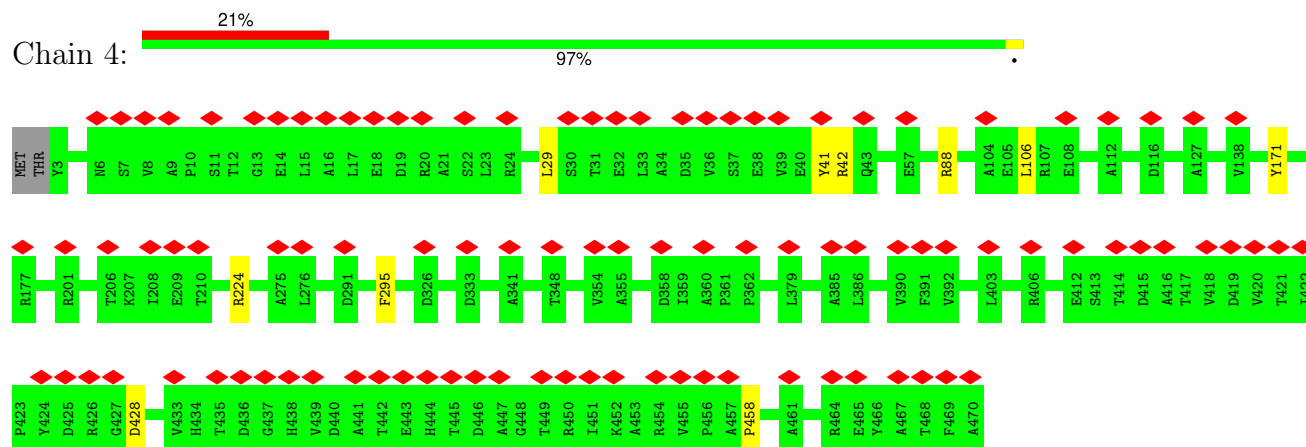 21%
Chain 4:
97%
MET THR Y3 N6 S7 V8 A9 P10 S11 T12 G13 E14 L15 A16 L17 E18 D19 R20 A21 S22 L23 R24 L29 S30 T31 E32 L33 A34 D35 V36 S37 E38 V39 E40 Y41 R42 Q43 E57 R88 A104 E105 L106 R107 E108 A112 D116 A127 V138 Y171
R177 R201 T206 K207 I208 E209 T210 R224 A275 L276 D291 F295 D326 D333 A341 T348 V354 A355 D358 I359 A360 P361 P362 L379 A385 L386 V390 F391 V392 L403 R406 E412 S413 T414 D415 A416 T417 V418 D419 V420 T421 I422
P423 Y424 D425 R426 G427 D428 V433 H434 T435 D436 G437 H438 V439 D440 A441 T442 E443 H444 T445 D446 A447 G448 T449 R450 I451 K452 A453 R454 V455 P456 A457 P458 A461 R464 E465 Y466 A467 T468 F469 A470